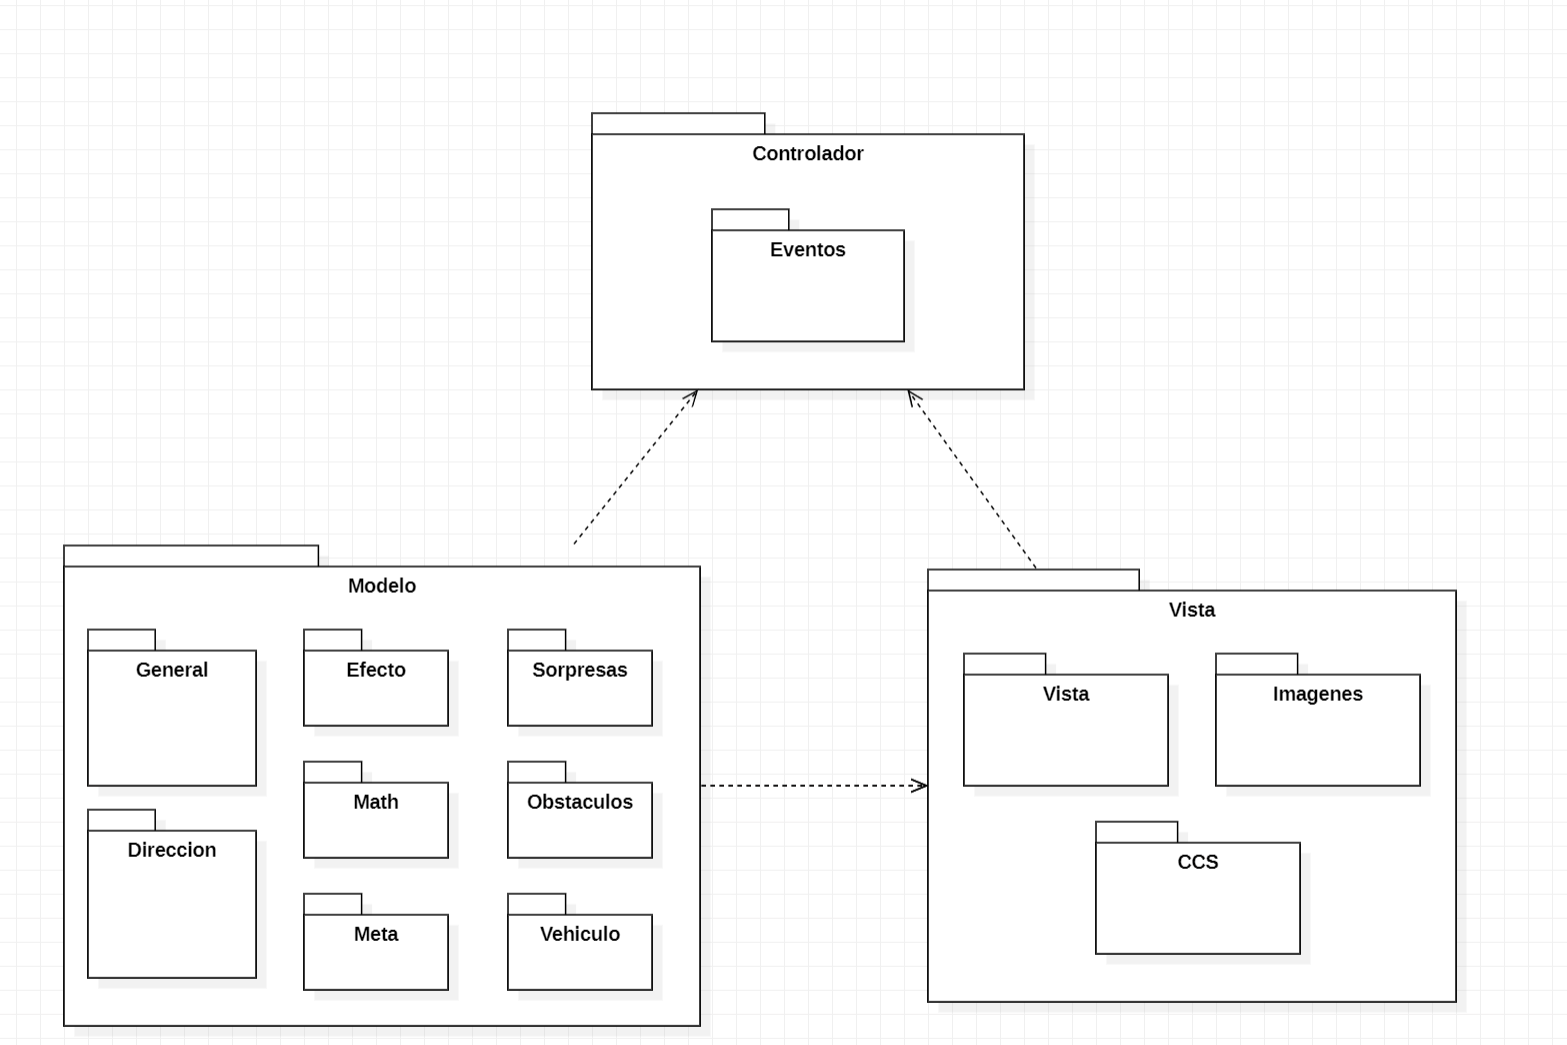 Controlador
Eventos
Modelo
General
Efecto
Sorpresas
Math
Obstaculos
Direccion
Meta
Vehiculo
Vista
Vista
Imagenes
CCS